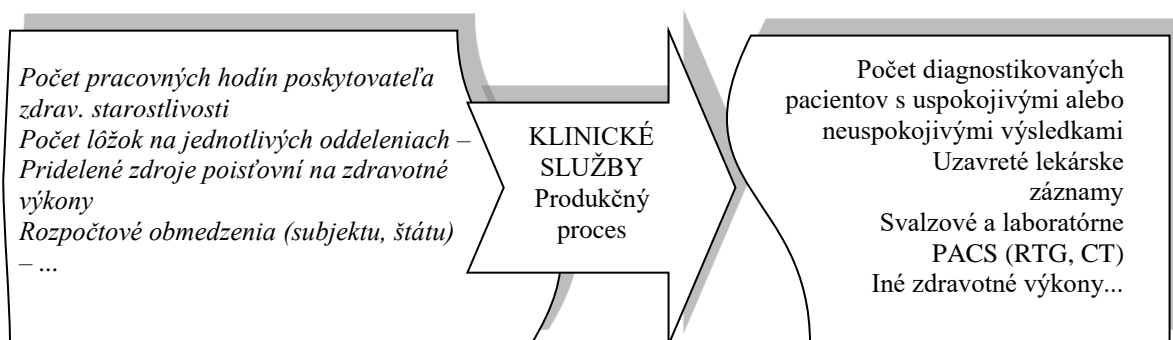 Počet pracovných hodín poskytovateľa
zdrav. starostlivosti
Počet lôžok na jednotlivých oddeleniach –
Pridelené zdroje poisťovní na zdravotné
výkony
Rozpočtové obmedzenia (subjektu, štátu)
– ...
KLINICKÉ
SLUŽBY
Produkčný
proces
Počet diagnostikovaných
pacientov s uspokojivými alebo
neuspokojivými výsledkami
Uzavreté lekárske
záznamy
Svalzové a laboratórne
PACS (RTG, CT)
Iné zdravotné výkony...